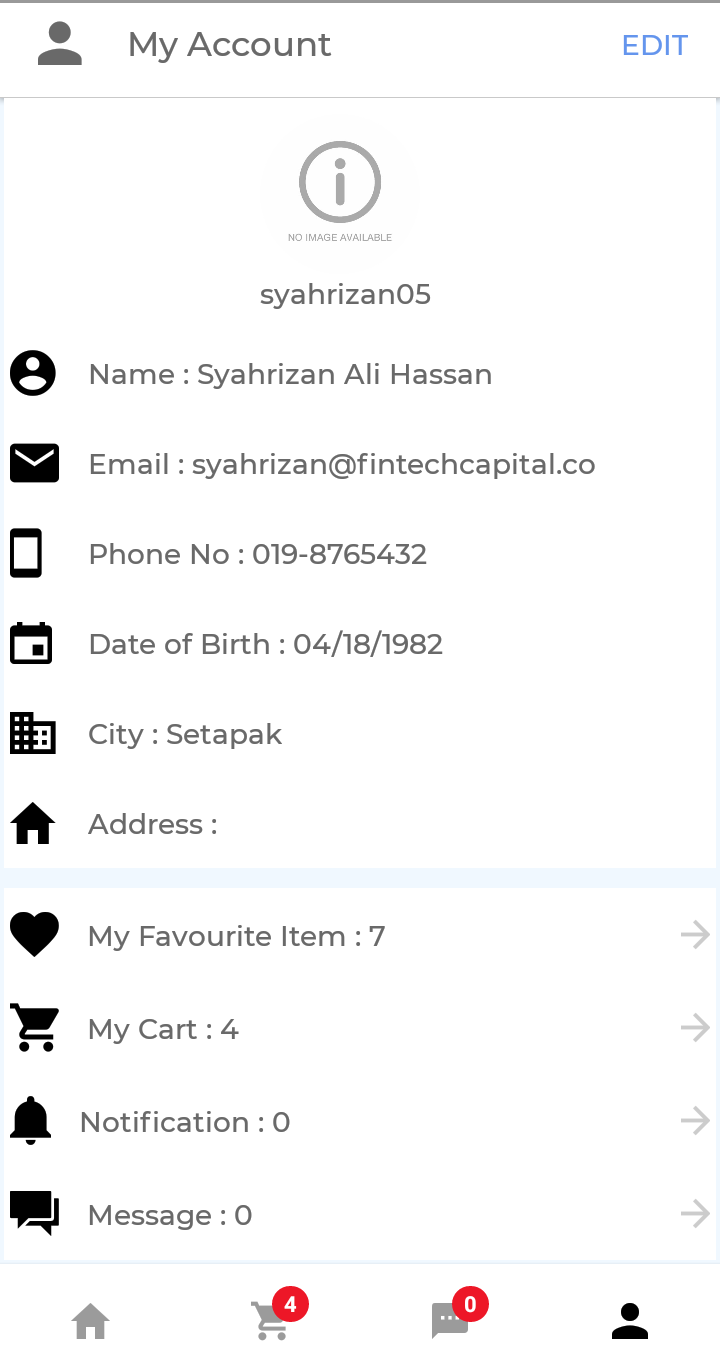 My Account
EDIT
NO IMAGE AVAILABLE
syahrizan05
Name : Syahrizan Ali Hassan
Email : syahrizan@fintechcapital.co
Phone No : 019-8765432
Date of Birth : 04/18/1982
City : Setapak
Address :
My Favourite Item : 7
My Cart : 4
Notification : 0
Message : 0
4
0